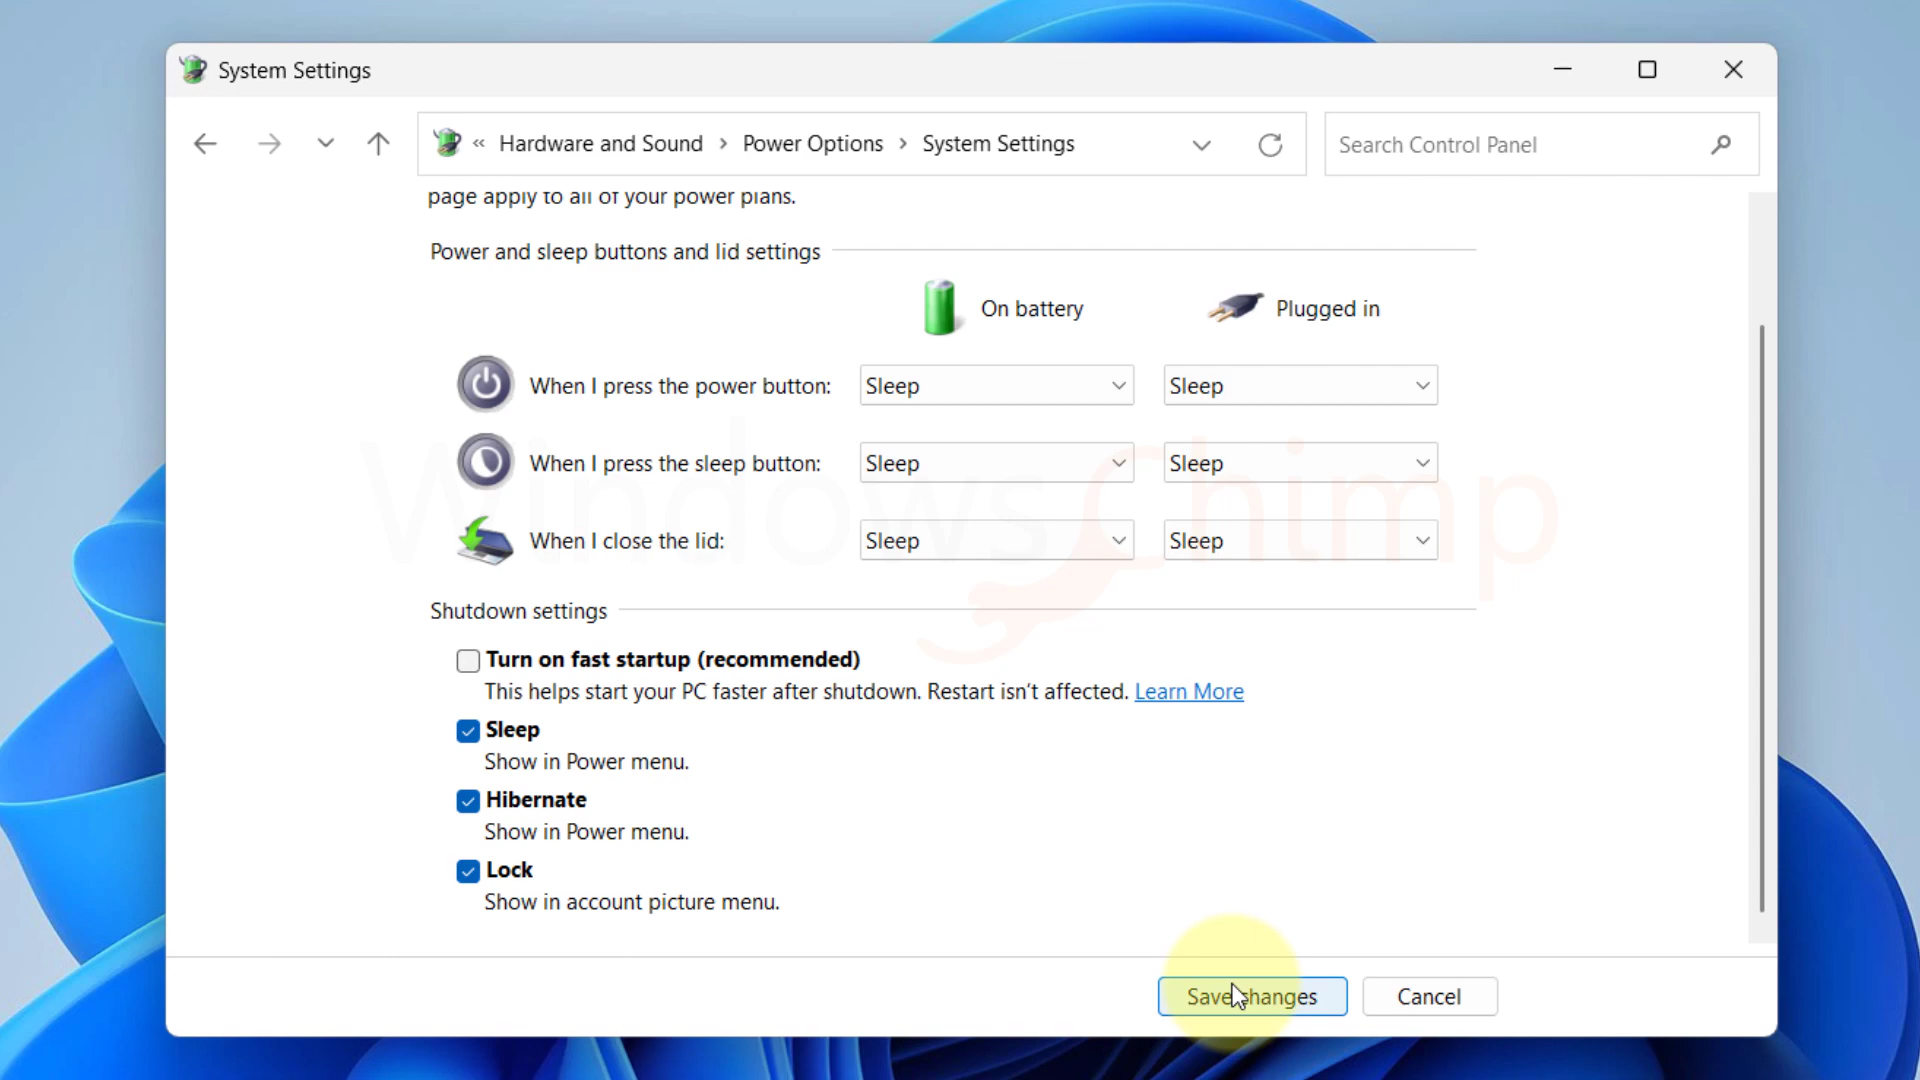 System Settings
« Hardware and Sound › Power Options › System Settings
Search Control Panel
page apply to all of your power plans.
Power and sleep buttons and lid settings
On battery
Plugged in
When I press the power button: Sleep Sleep
When I press the sleep button: Sleep Sleep
WindowsChimp
When I close the lid: Sleep Sleep
Shutdown settings
Turn on fast startup (recommended)
This helps start your PC faster after shutdown. Restart isn't affected. Learn More
Sleep
Show in Power menu.
Hibernate
Show in Power menu.
Lock
Show in account picture menu.
Save changes
Cancel